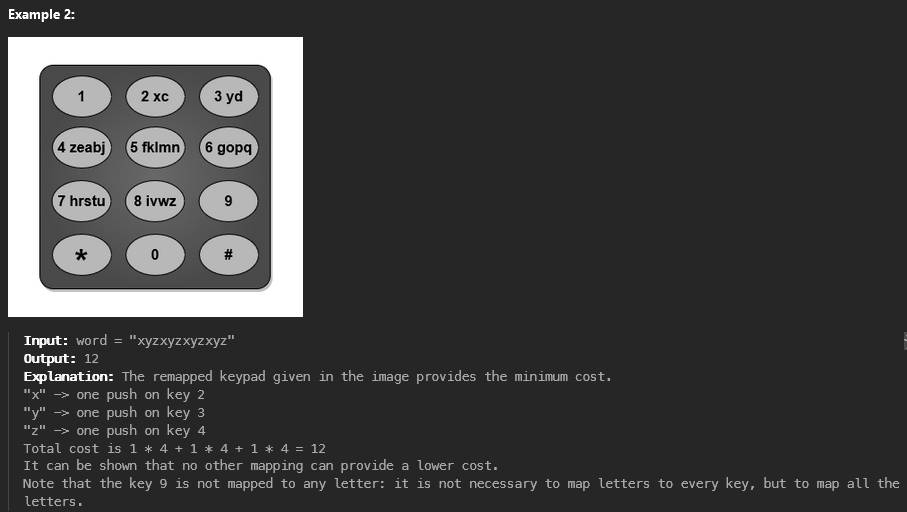 Example 2:
1
2 xc
3 yd
4 zeabj
5 fklmn
6 gopq
7 hrstu
8 ivwz
9
*
0
#
Input: word = "xyzxyzxyzxyz"
Output: 12
Explanation: The remapped keypad given in the image provides the minimum cost.
"x" -> one push on key 2
"y" -> one push on key 3
"z" -> one push on key 4
Total cost is 1 * 4 + 1 * 4 + 1 * 4 = 12
It can be shown that no other mapping can provide a lower cost.
Note that the key 9 is not mapped to any letter: it is not necessary to map letters to every key, but to map all the
letters.